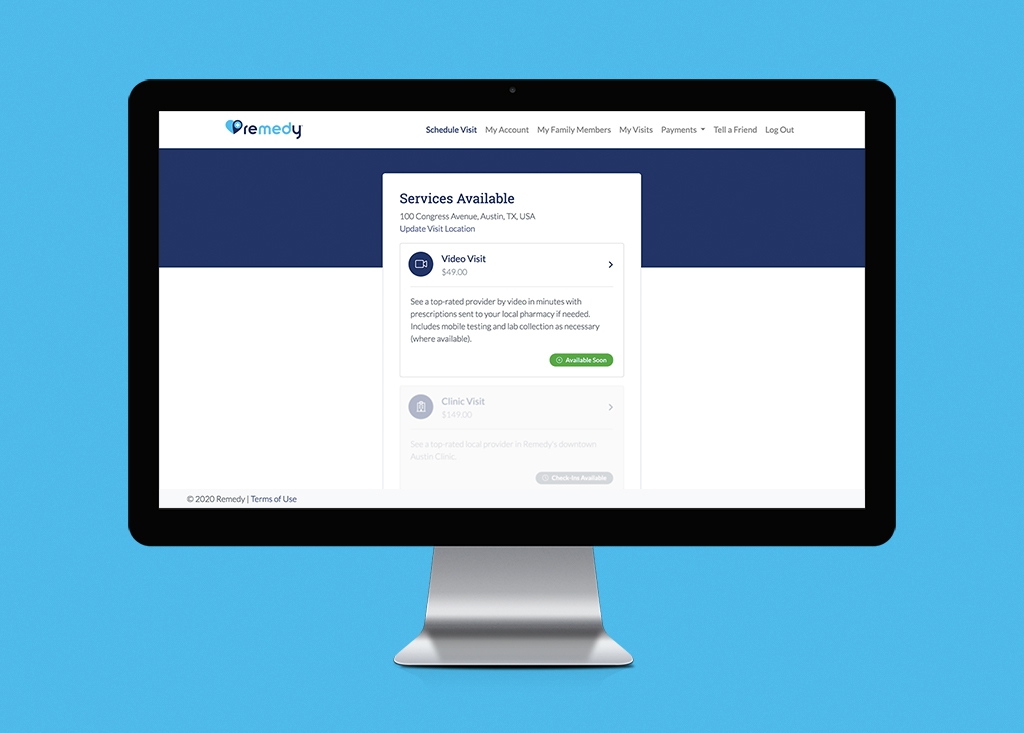 remedy
Schedule Visit My Account My Family Members My Visits Payments Tell a Friend Log Out
Services Available
100 Congress Avenue, Austin, TX, USA
Update Visit Location
Video Visit
$49.00
See a top-rated provider by video in minutes with
prescriptions sent to your local pharmacy if needed.
Includes mobile testing and lab collection as necessary
(where available).
Available Soon
Clinic Visit
$149.00
See a top-rated local provider in Remedy's downtown
Austin Clinic.
Check-Ins Available
© 2020 Remedy | Terms of Use